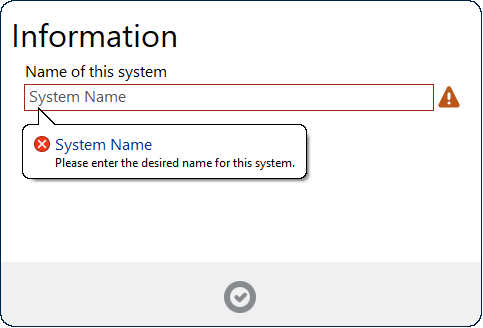 Information
Name of this system
System Name
System Name
Please enter the desired name for this system.